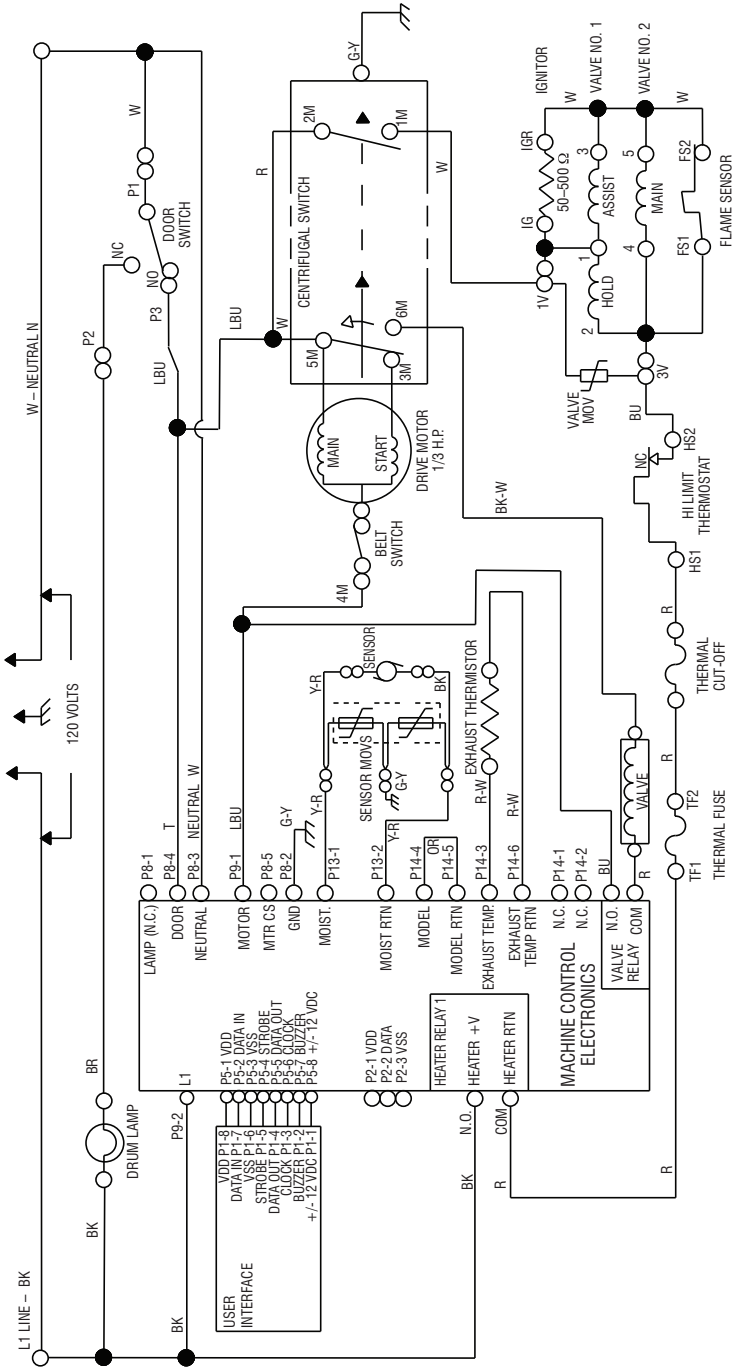 L1 LINE – BK
W – NEUTRAL N
120 VOLTS
BK
DRUM LAMP
BR
P2
NC
NO
DOOR
SWITCH
P1
W
P3
LBU
BK
P9-2
L1
LAMP (N.C.)
P8-1
DOOR
P8-4
T
NEUTRAL
P8-3
NEUTRAL W
MOTOR
P9-1
LBU
MTR CS
P8-5
GND
P8-2
G-Y
MOIST.
P13-1
Y-R
Y-R
SENSOR
SENSOR MOVS
G-Y
BK
MOIST RTN
P13-2
Y-R
MODEL
P14-4
OR
MODEL RTN
P14-5
EXHAUST TEMP.
P14-3
R-W
EXHAUST THERMISTOR
EXHAUST
TEMP RTN
P14-6
R-W
N.C.
P14-1
N.C.
P14-2
N.O.
BU
COM
R
VALVE
RELAY
VALVE
MACHINE CONTROL
ELECTRONICS
P5-1 VDD
P5-2 DATA IN
P5-3 VSS
P5-4 STROBE
P5-5 DATA OUT
P5-6 CLOCK
P5-7 BUZZER
P5-8 +/- 12 VDC
VDD P1-8
DATA IN P1-7
VSS P1-6
STROBE P1-5
DATA OUT P1-4
CLOCK P1-3
BUZZER P1-2
+/- 12 VDC P1-1
USER
INTERFACE
P2-1 VDD
P2-2 DATA
P2-3 VSS
HEATER RELAY 1
HEATER +V
HEATER RTN
N.O.
COM
BK
R
R
TF1
TF2
THERMAL FUSE
R
THERMAL
CUT-OFF
R
HS1
HI LIMIT
THERMOSTAT
NC
HS2
BU
3V
VALVE
MOV
1V
BK-W
4M
BELT
SWITCH
DRIVE MOTOR
1/3 H.P.
MAIN
START
5M
3M
6M
W
LBU
R
CENTRIFUGAL SWITCH
2M
1M
W
G-Y
IGNITOR
IG
IGR
50–500 Ω
W
VALVE NO. 1
HOLD
ASSIST
2
1
3
VALVE NO. 2
MAIN
4
5
W
FS1
FS2
FLAME SENSOR